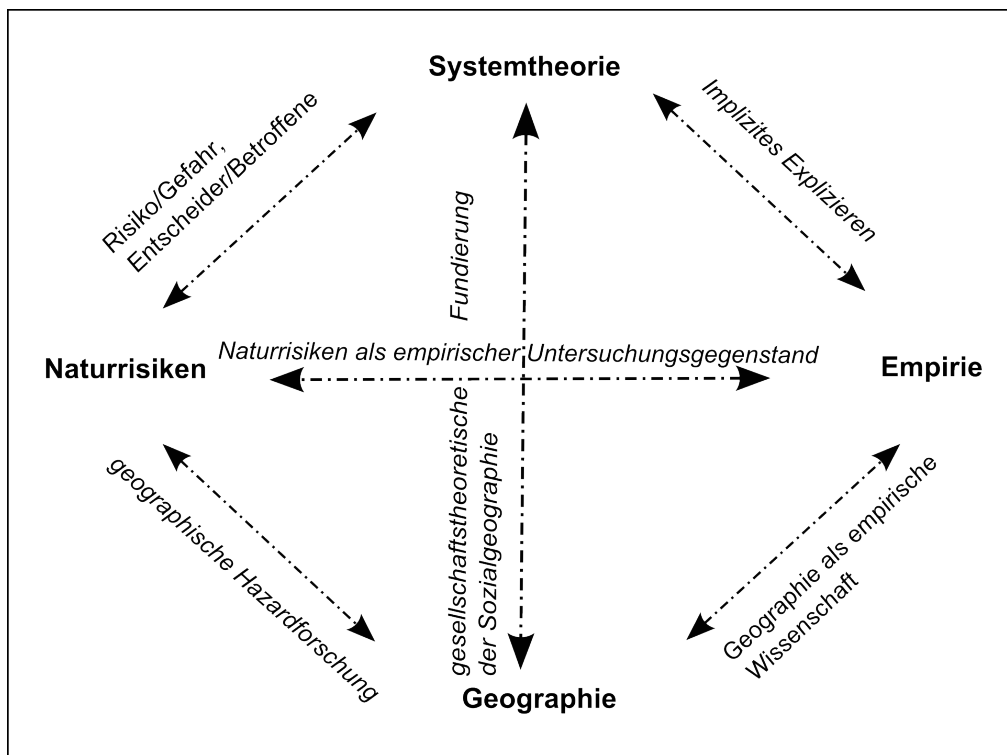 Systemtheorie
Risiko/Gefahr,
Entscheider/Betroffene
Implizites Explizieren
Fundierung
Naturrisiken als empirischer Untersuchungsgegenstand
Naturrisiken
Empirie
gesellschaftstheoretische
der Sozialgeographie
geographische Hazardforschung
Geographie als empirische
Wissenschaft
Geographie